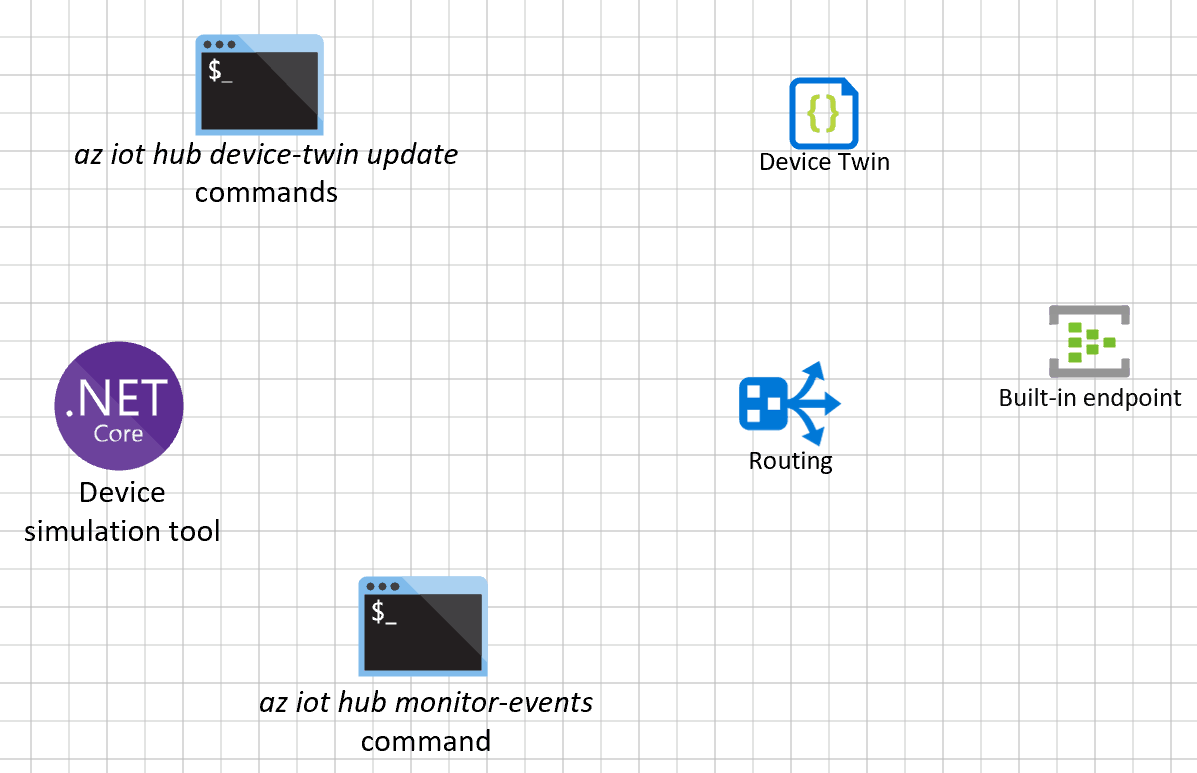 $_
az iot hub device-twin update
commands
{}
Device Twin
.NET
Core
Device
simulation tool
Routing
Built-in endpoint
$_
az iot hub monitor-events
command